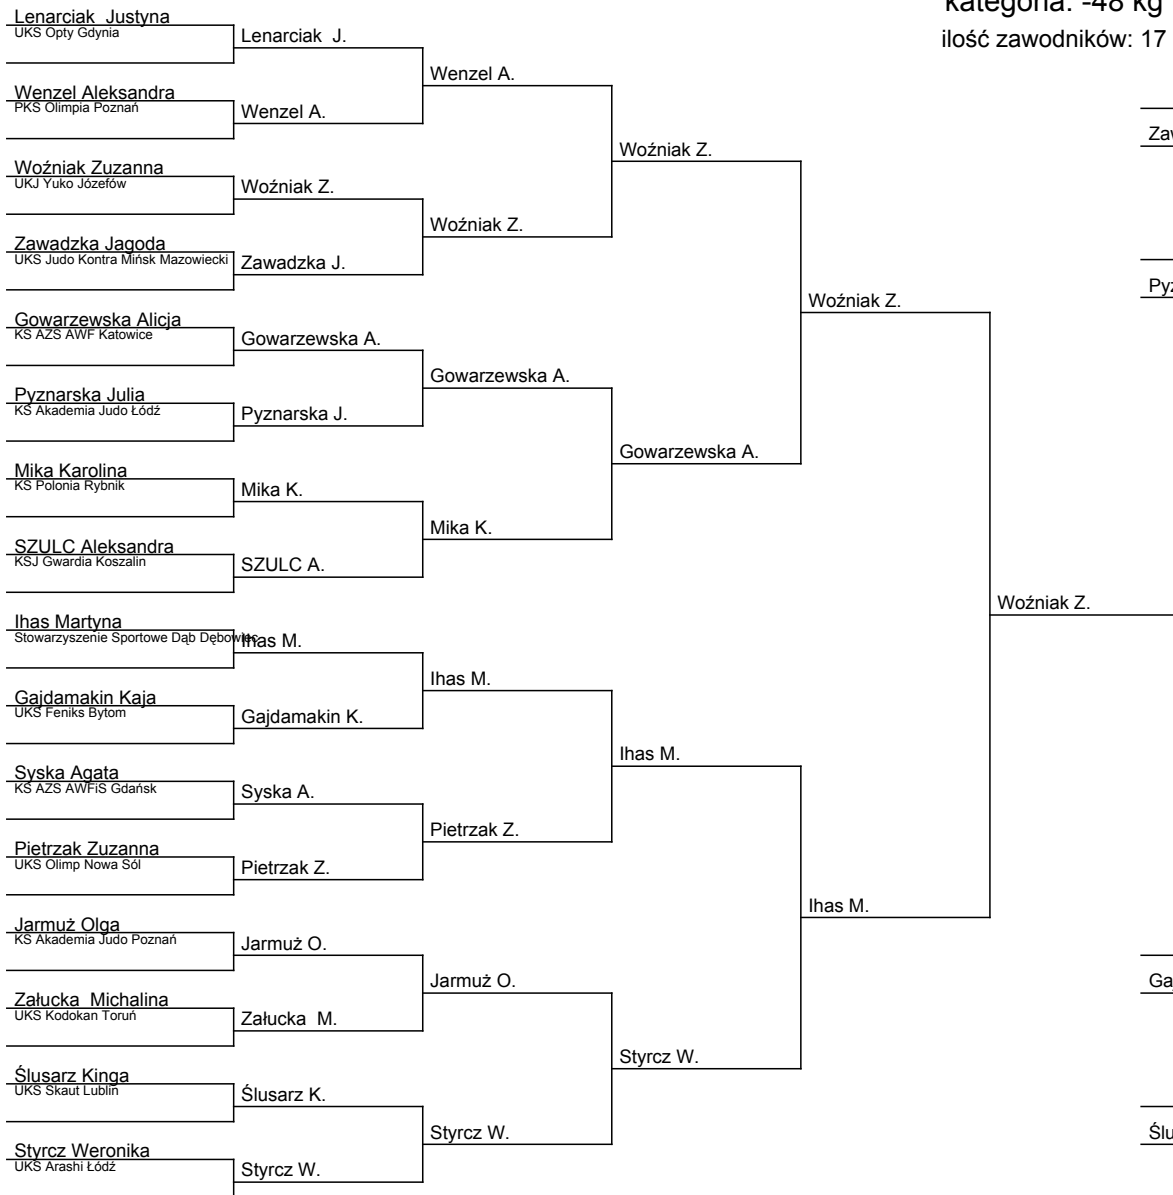 kategoria: -48 kg
ilość zawodników: 17
Lenarciak  Justyna
UKS Opty Gdynia
Wenzel Aleksandra
PKS Olimpia Poznań
Woźniak Zuzanna
UKJ Yuko Józefów
Zawadzka Jagoda
UKS Judo Kontra Mińsk Mazowiecki
Gowarzewska Alicja
KS AZS AWF Katowice
Pyznarska Julia
KS Akademia Judo Łódź
Mika Karolina
KS Polonia Rybnik
SZULC Aleksandra
KSJ Gwardia Koszalin
Ihas Martyna
Stowarzyszenie Sportowe Dąb Dębowiec
Gajdamakin Kaja
UKS Feniks Bytom
Syska Agata
KS AZS AWFiS Gdańsk
Pietrzak Zuzanna
UKS Olimp Nowa Sól
Jarmuż Olga
KS Akademia Judo Poznań
Załucka  Michalina
UKS Kodokan Toruń
Ślusarz Kinga
UKS Skaut Lublin
Styrcz Weronika
UKS Arashi Łódź
Lenarciak  J.
Wenzel A.
Woźniak Z.
Zawadzka J.
Gowarzewska A.
Pyznarska J.
Mika K.
SZULC A.
Ihas M.
Gajdamakin K.
Syska A.
Pietrzak Z.
Jarmuż O.
Załucka  M.
Ślusarz K.
Styrcz W.
Wenzel A.
Woźniak Z.
Gowarzewska A.
Mika K.
Ihas M.
Pietrzak Z.
Jarmuż O.
Styrcz W.
Woźniak Z.
Gowarzewska A.
Ihas M.
Styrcz W.
Woźniak Z.
Ihas M.
Woźniak Z.